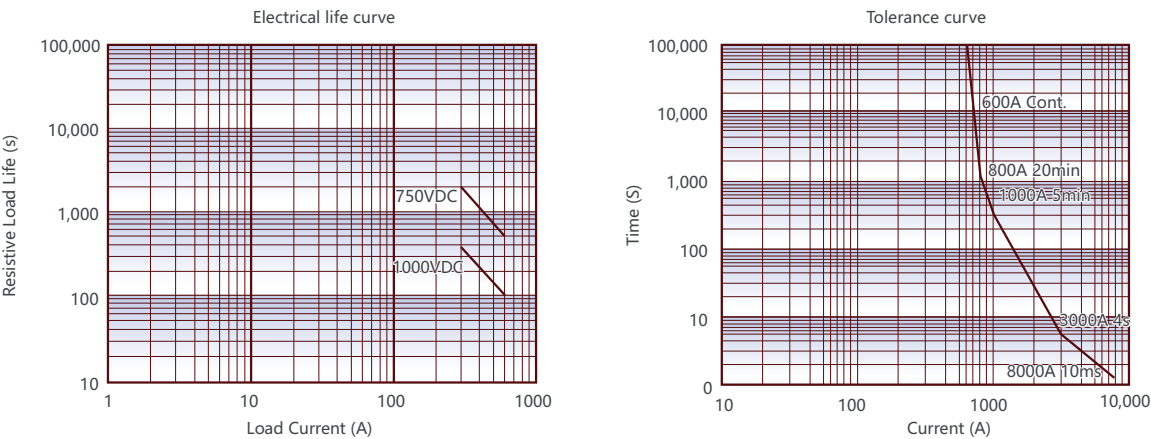 Electrical life curve
100,000
10,000
1,000
100
10
Resistive Load Life (s)
750VDC
1000VDC
1
10
100
1000
Load Current (A)
Tolerance curve
100,000
10,000
1,000
100
10
0
Time (S)
600A Cont.
800A 20min
1000A 5min
3000A 4s
8000A 10ms
10
100
1000
10,000
Current (A)